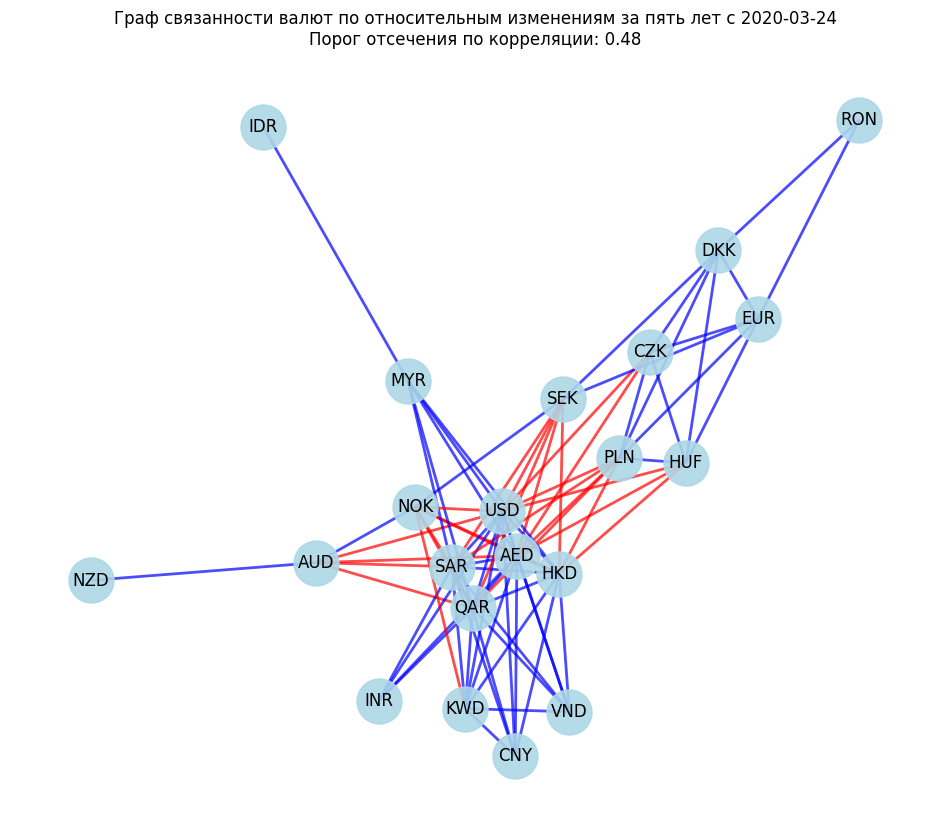 Граф связанности валют по относительным изменениям за пять лет с 2020-03-24
Порог отсечения по корреляции: 0.48
RON
IDR
DKK
EUR
CZK
MYR
SEK
PLN
HUF
NOK
USD
AED
AUD
SAR
HKD
NZD
QAR
INR
KWD
VND
CNY